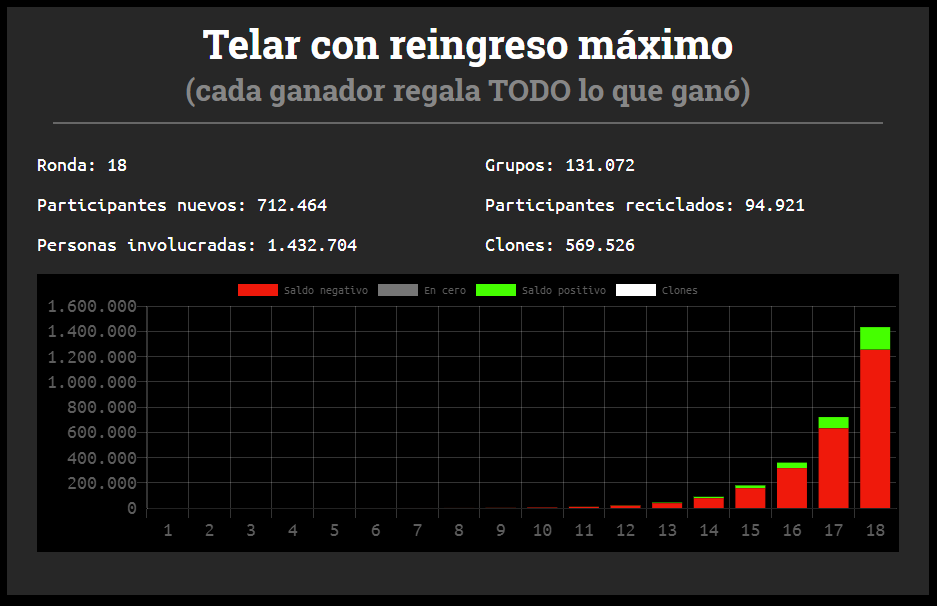 Telar con reingreso máximo
(cada ganador regala TODO lo que ganó)
Ronda: 18
Grupos: 131.072
Participantes nuevos: 712.464
Participantes reciclados: 94.921
Personas involucradas: 1.432.704
Clones: 569.526
Saldo negativo En cero Saldo positivo Clones
1.600.000
1.400.000
1.200.000
1.000.000
800.000
600.000
400.000
200.000
0
1 2 3 4 5 6 7 8 9 10 11 12 13 14 15 16 17 18